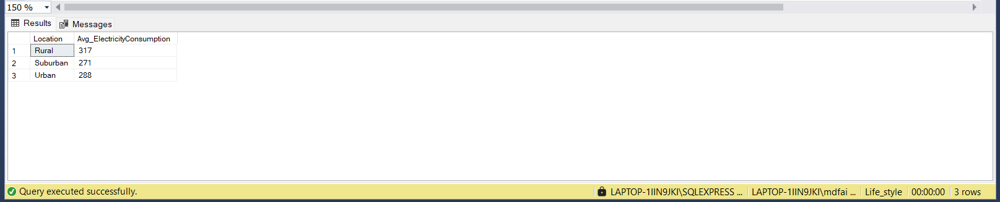 150 %
Results Messages
Location Avg_ElectricityConsumption
1 Rural 317
2 Suburban 271
3 Urban 288
Query executed successfully. LAPTOP-1IIN9JKI\SQLEXPRESS ... LAPTOP-1IIN9JKI\mdfai ... Life_style 00:00:00 3 rows